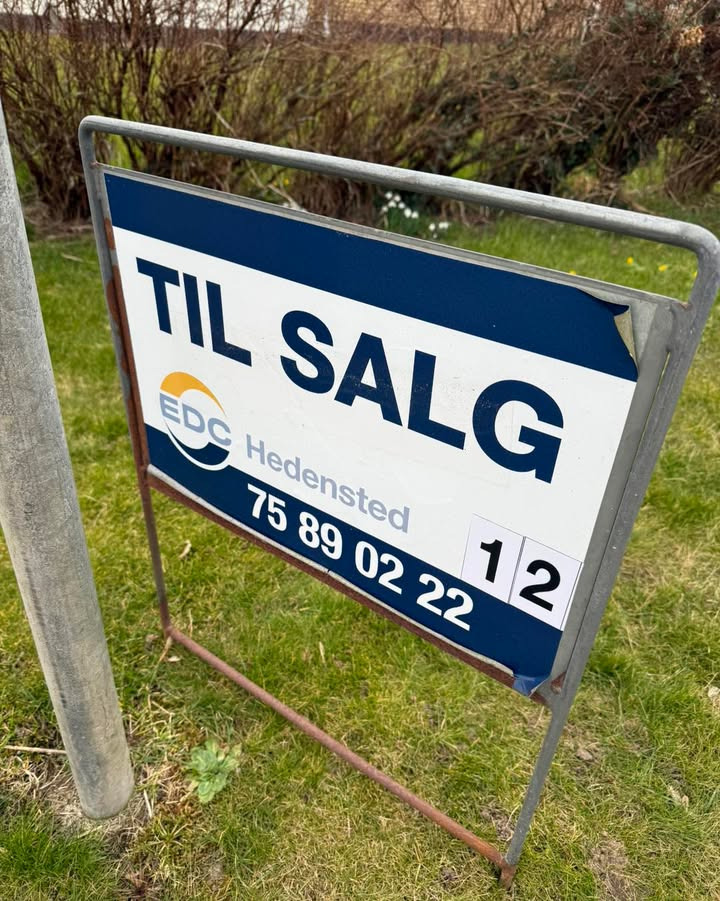 TIL SALG
EDC Hedensted
75 89 02 22
12